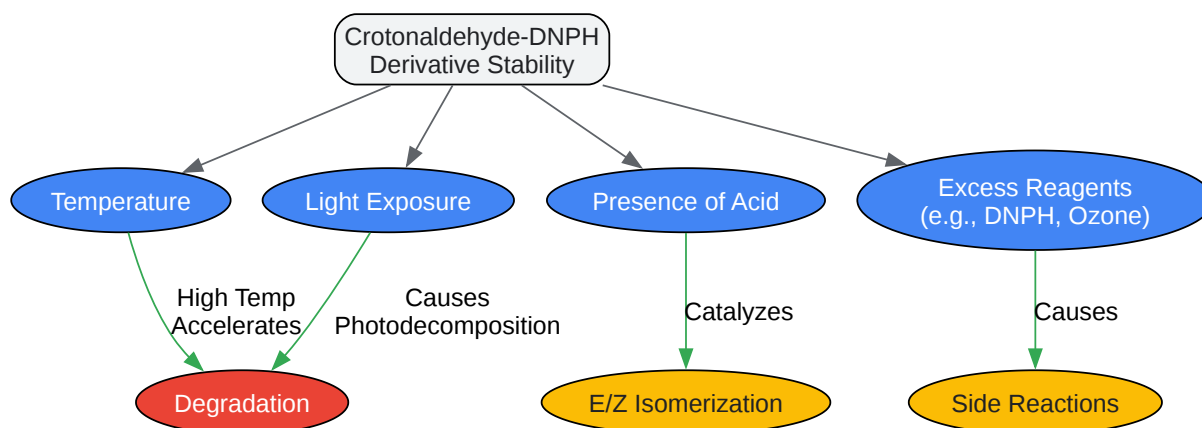 Crotonaldehyde-DNPH
Derivative Stability
Temperature
Light Exposure
Presence of Acid
Excess Reagents
(e.g., DNPH, Ozone)
High Temp
Accelerates
Causes
Photodecomposition
Catalyzes
Causes
Degradation
E/Z Isomerization
Side Reactions